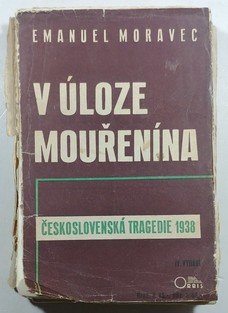 EMANUEL MORAVEC
V ÚLOZE
MOUŘENÍNA
ČESKOSLOVENSKÁ TRAGEDIE 1938
II. VYDÁNÍ
ORBIS